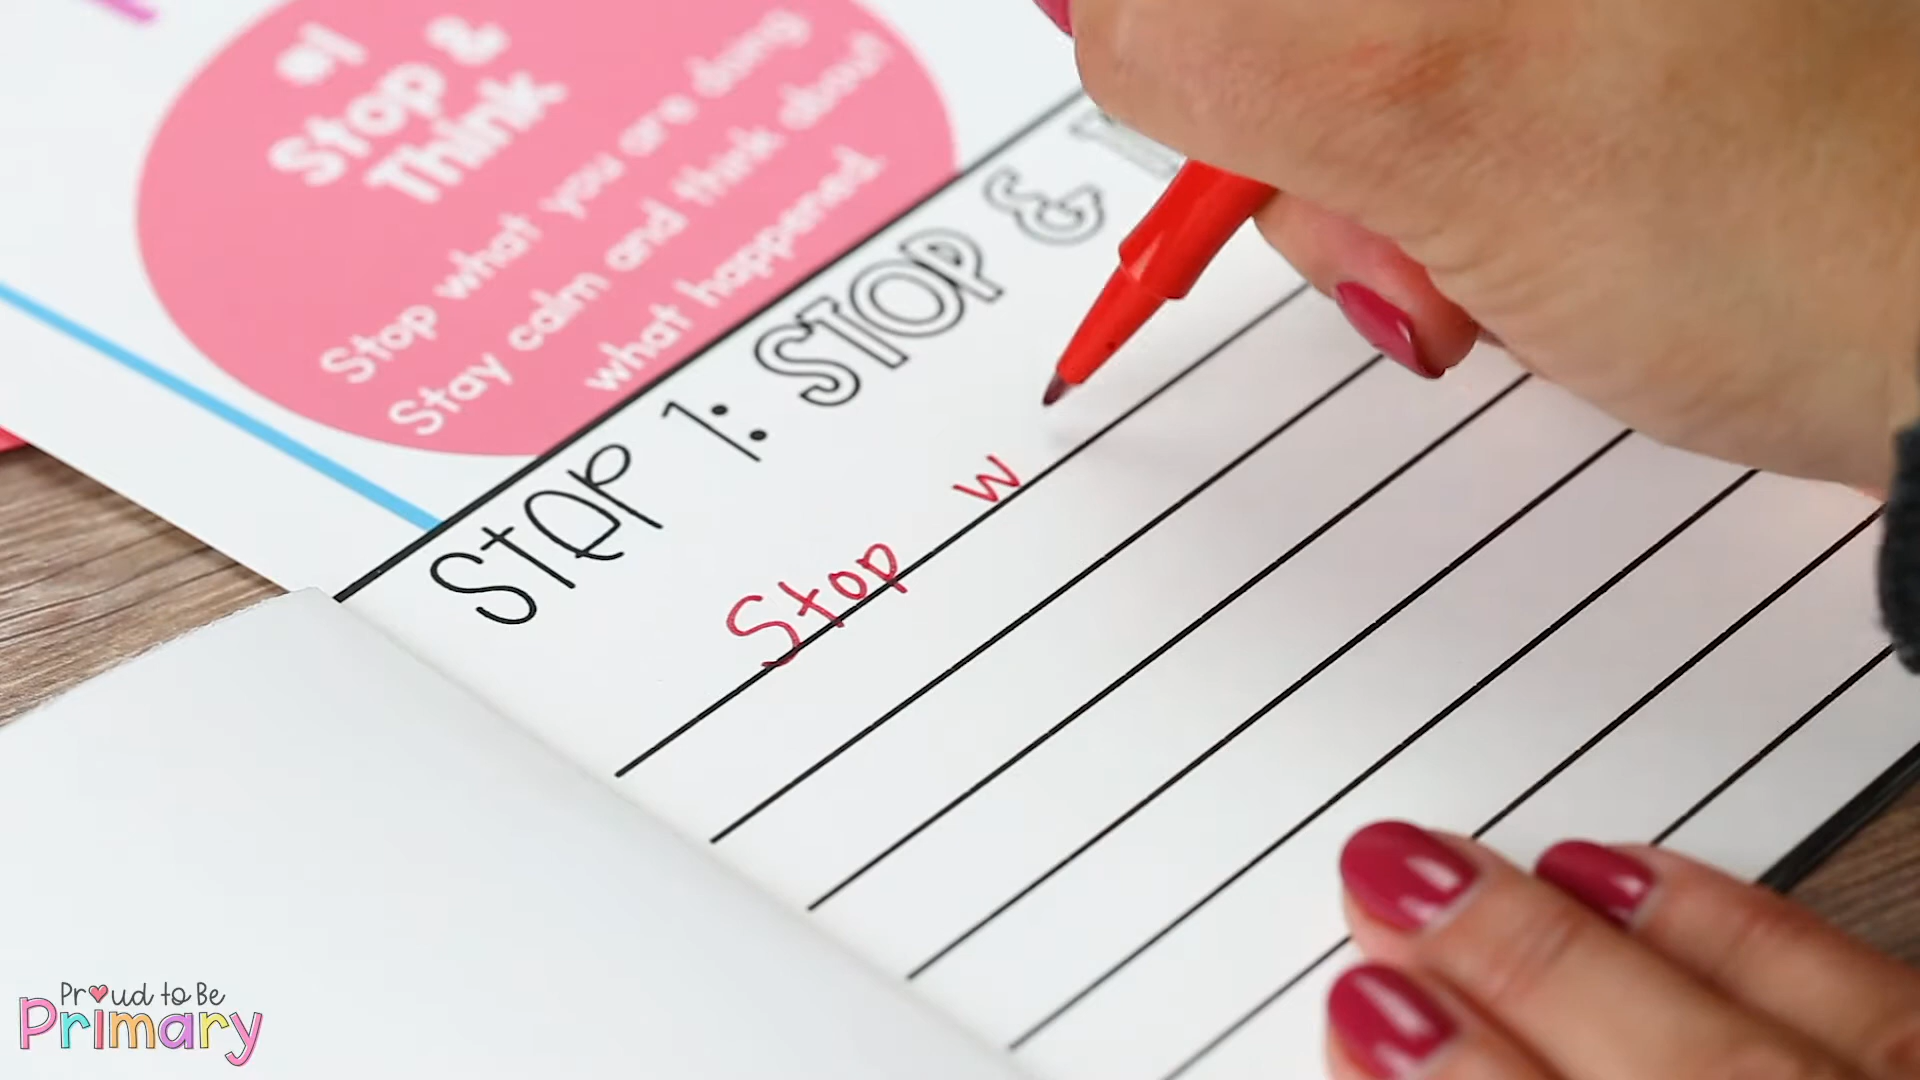 #1
Stop &
Think
Stop what you are doing
Stay calm and think about
what happened.
STEP 1: STOP &
Stop w
Proud to Be
Primary